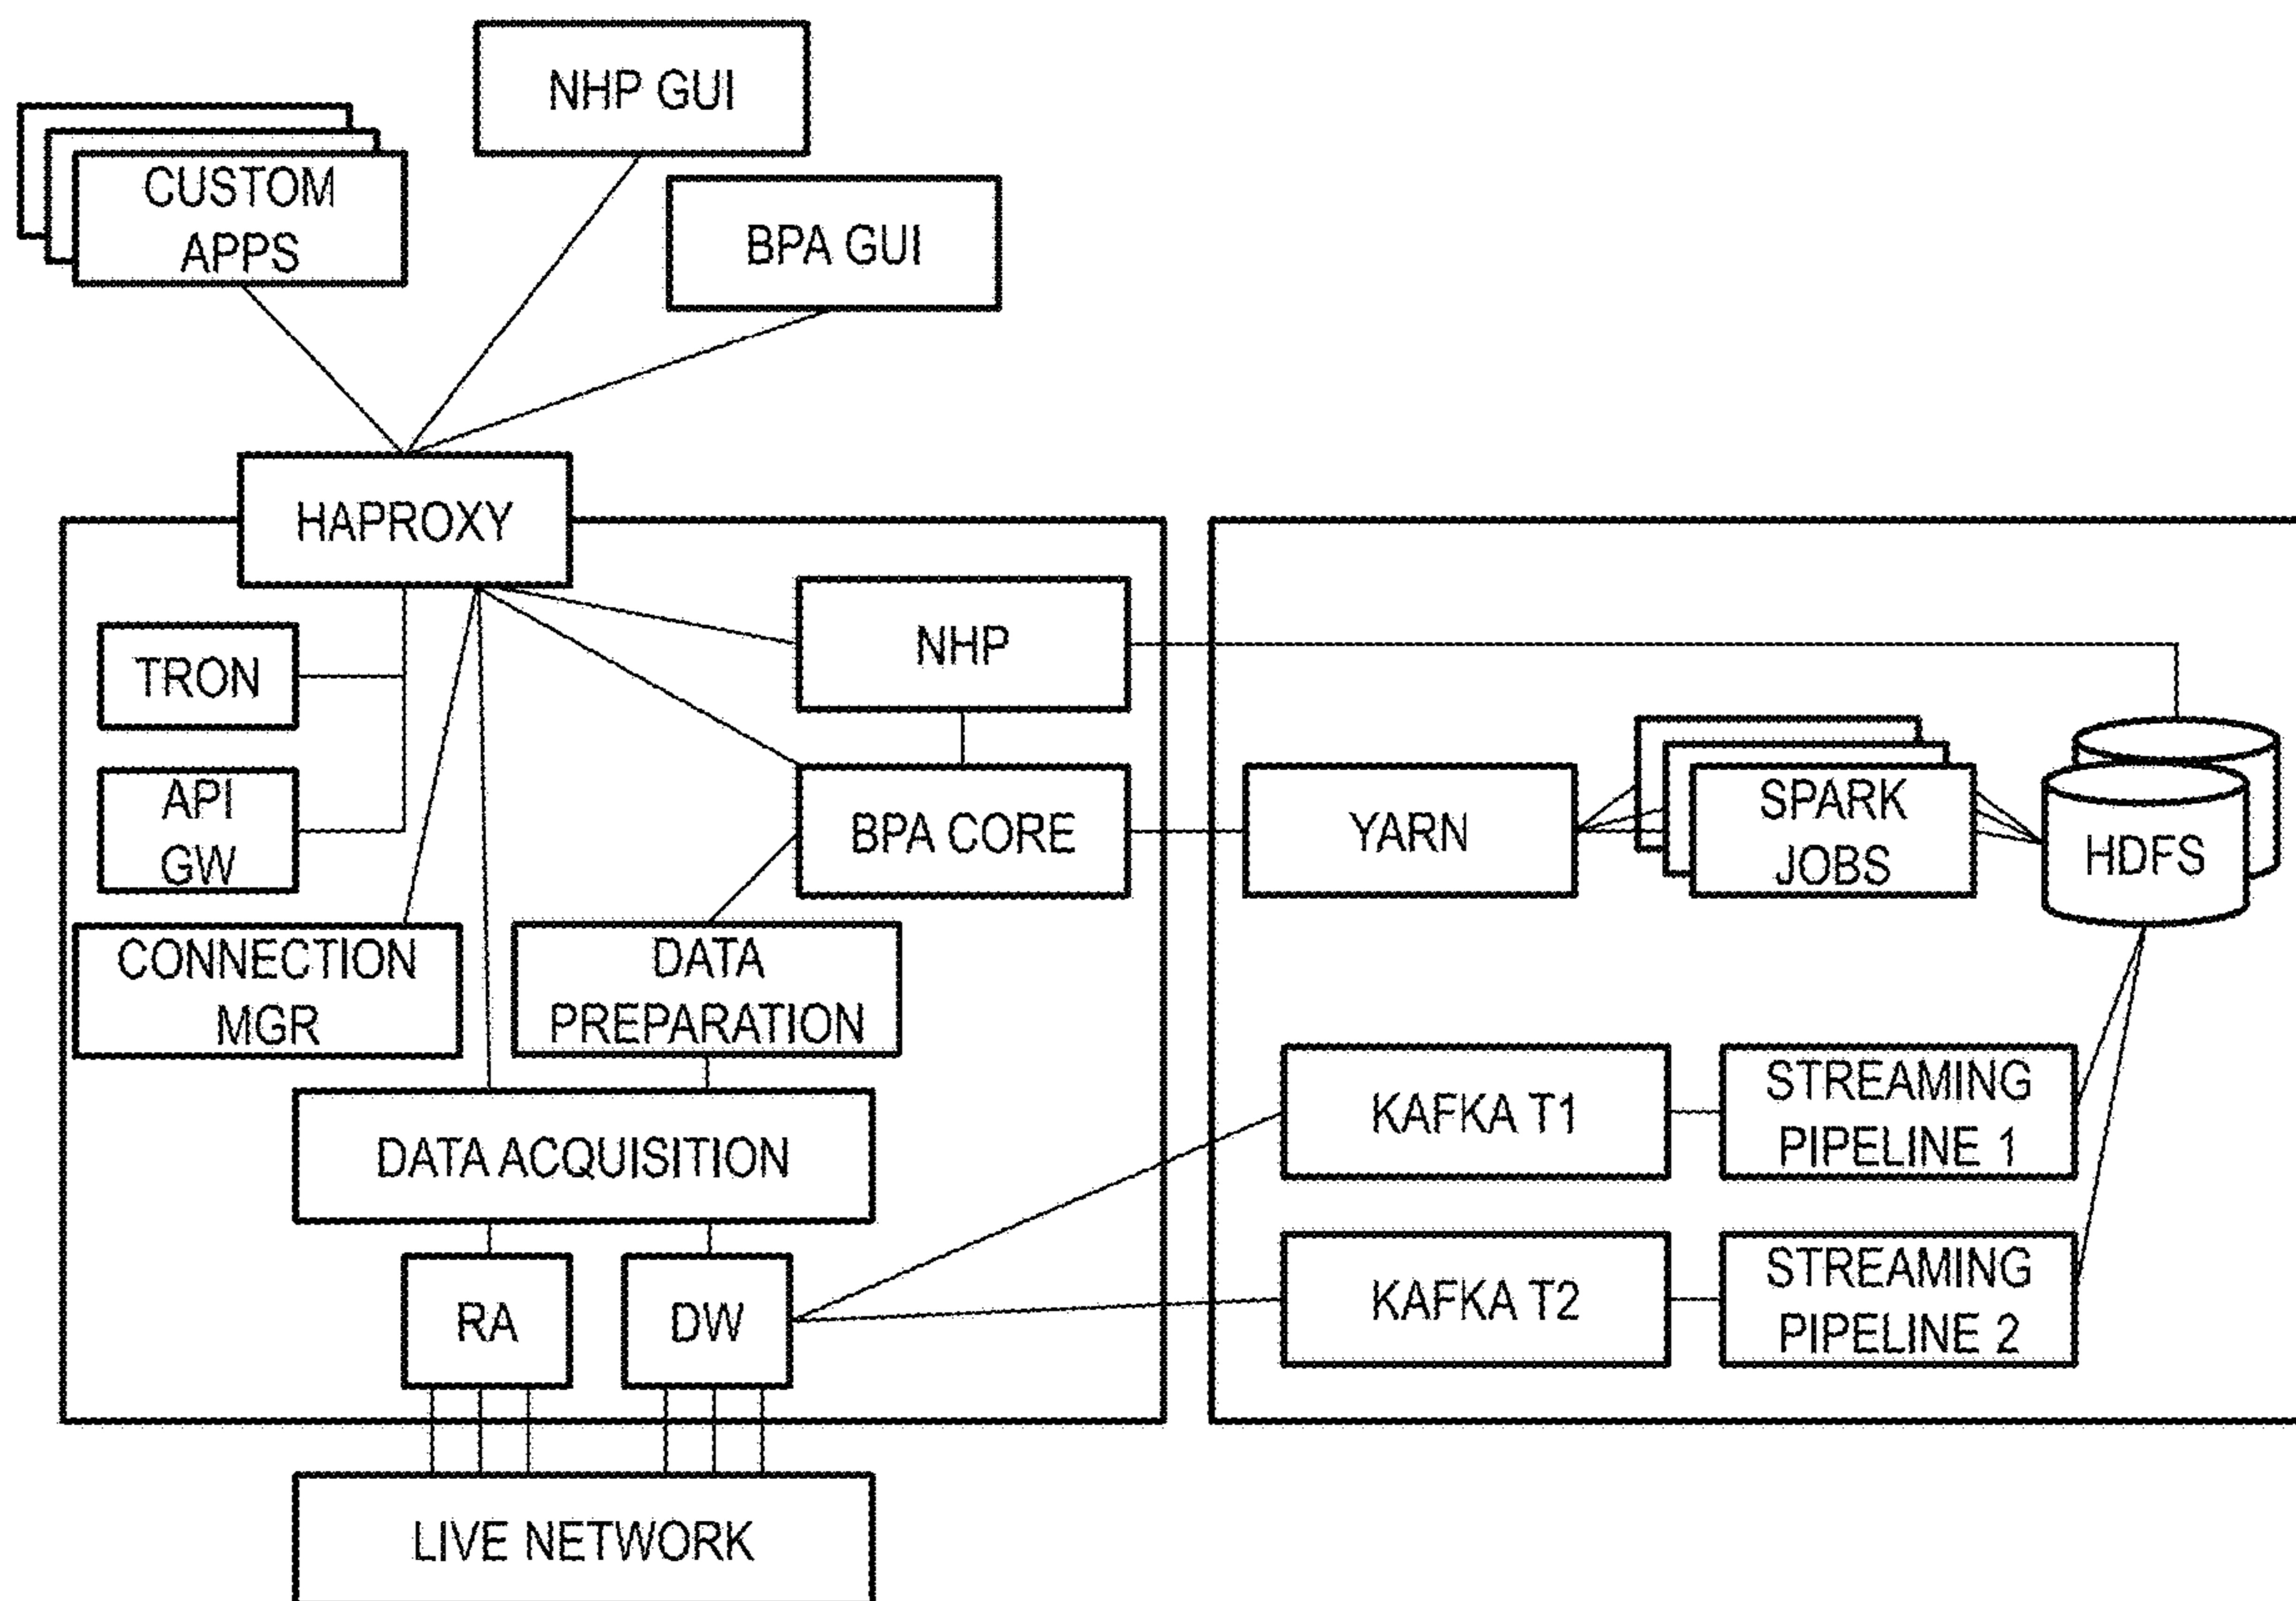 NHP GUI
CUSTOM
APPS
BPA GUI
HAPROXY
TRON
NHP
API
GW
BPA CORE
YARN
SPARK
JOBS
HDFS
CONNECTION
MGR
DATA
PREPARATION
DATA ACQUISITION
KAFKA T1
STREAMING
PIPELINE 1
RA
DW
KAFKA T2
STREAMING
PIPELINE 2
LIVE NETWORK